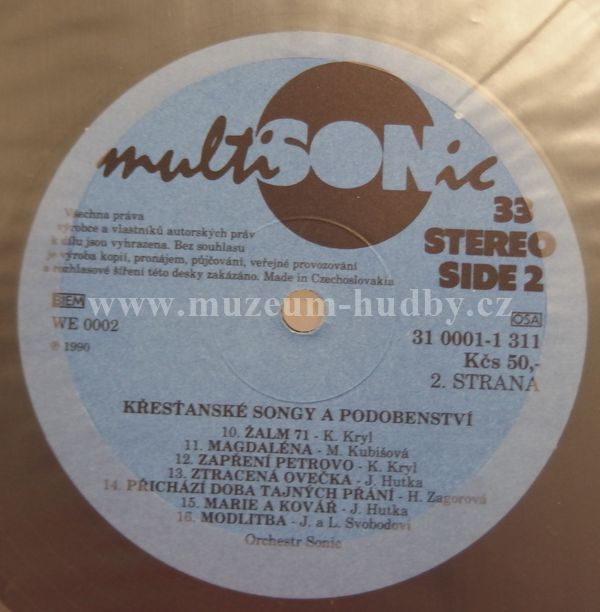 multiSONic
33
STEREO
SIDE 2
Všechna práva
výrobce a vlastníků autorských práv
k dílu jsou vyhrazena. Bez souhlasu
je výroba kopií, pronájem, půjčování, veřejné provozování
a rozhlasové šíření této desky zakázáno. Made in Czechoslovakia
www.muzeum-hudby.cz
BIEM
OSA
WE 0002
31 0001-1 311
℗ 1990
Kčs 50,-
2. STRANA
KŘESŤANSKÉ SONGY A PODOBENSTVÍ
10. ŽALM 71 - K. Kryl
11. MAGDALÉNA - M. Kubišová
12. ZAPŘENÍ PETROVO - K. Kryl
13. ZTRACENÁ OVEČKA - J. Hutka
14. PŘICHÁZÍ DOBA TAJNÝCH PŘÁNÍ - H. Zagorová
15. MARIE A KOVÁŘ - J. Hutka
16. MODLITBA - J. a L. Svobodovi
Orchestr Sonic